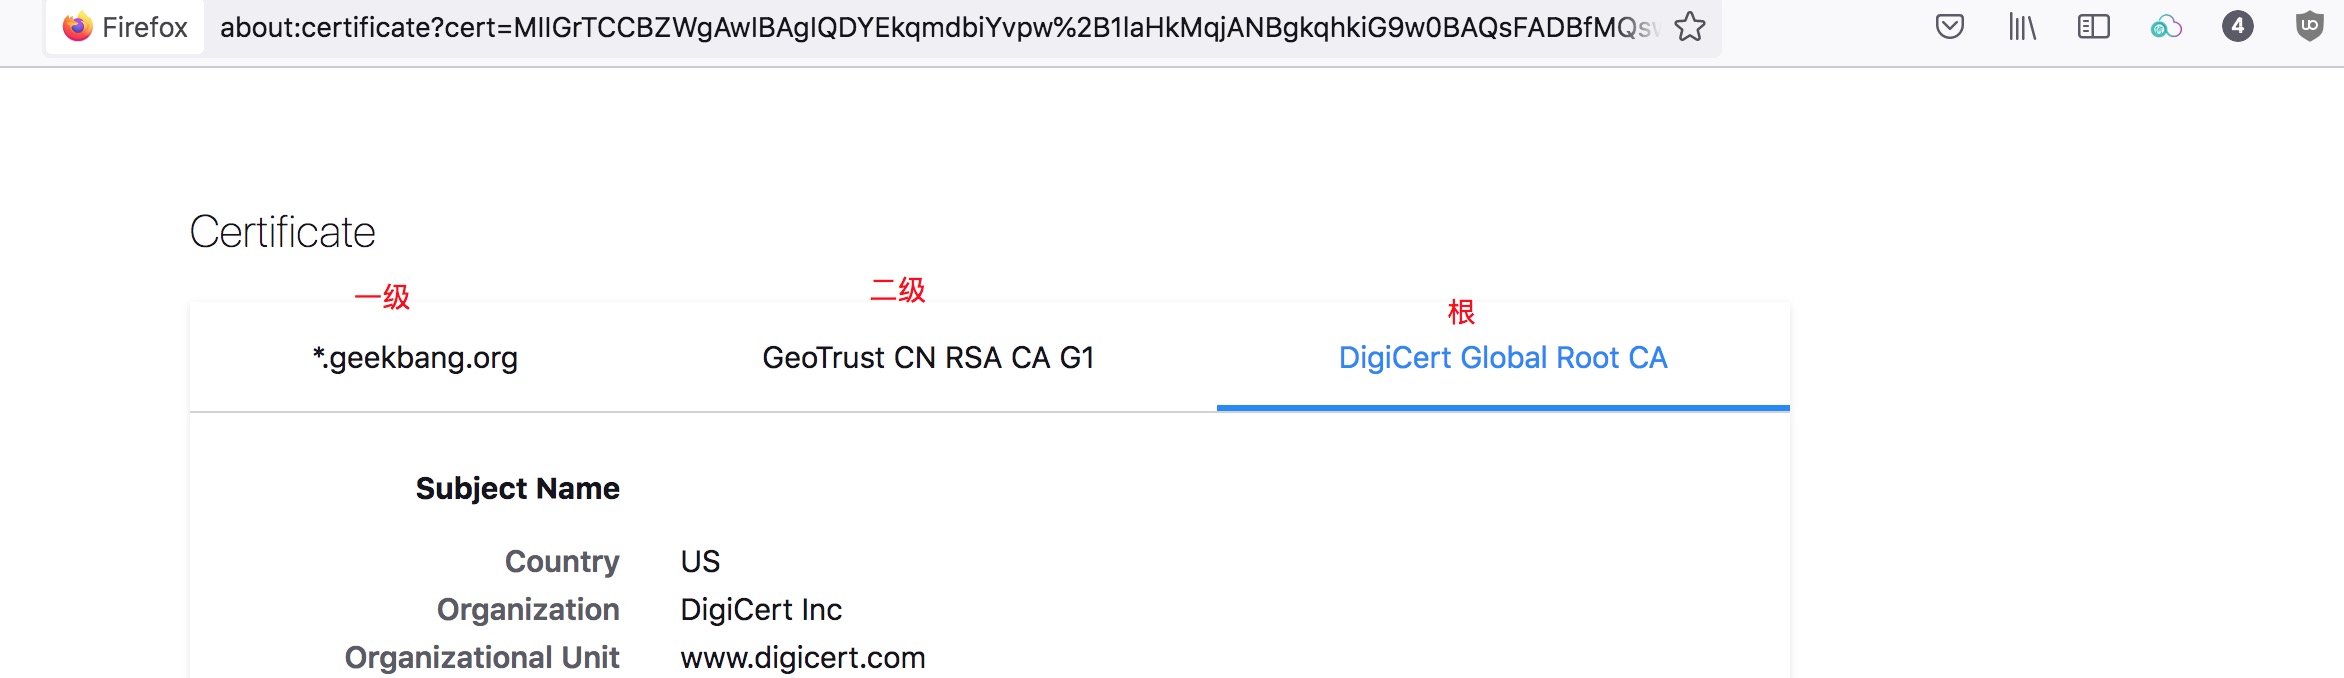 Firefox about:certificate?cert=MIIGrTCCBZWgAwIBAgIQDYEkqmdbiYvpw%2B1laHkMqjANBgkqhkiG9w0BAQsFADBfMQsw 4
Certificate
一级 二级 根
*.geekbang.org GeoTrust CN RSA CA G1 DigiCert Global Root CA
Subject Name
Country US
Organization DigiCert Inc
Organizational Unit www.digicert.com